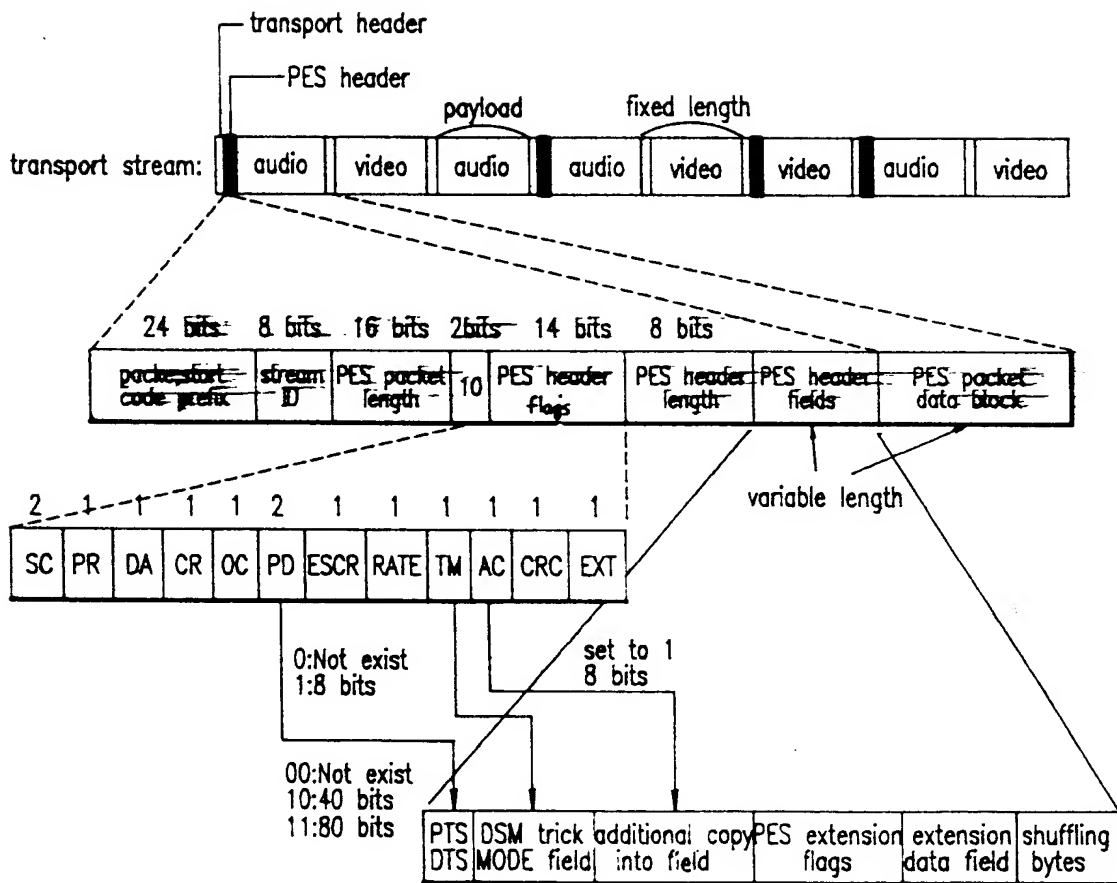 transport header
PES header
payload
fixed length
transport stream:
audio
video
audio
audio
video
video
audio
video
24 bits
8 bits
16 bits
2bits
14 bits
8 bits
packe,start
code prefix
stream
ID
PES packet
length
10
PES header
flags
PES header
length
PES header
fields
PES packet
data block
variable length
2 1 1 1 1 2 1 1 1 1 1 1
SC PR DA CR OC PD ESCR RATE TM AC CRC EXT
0:Not exist
1:8 bits
set to 1
8 bits
00:Not exist
10:40 bits
11:80 bits
PTS
DTS
DSM trick
MODE field
additional copy
into field
PES extension
flags
extension
data field
shuffling
bytes